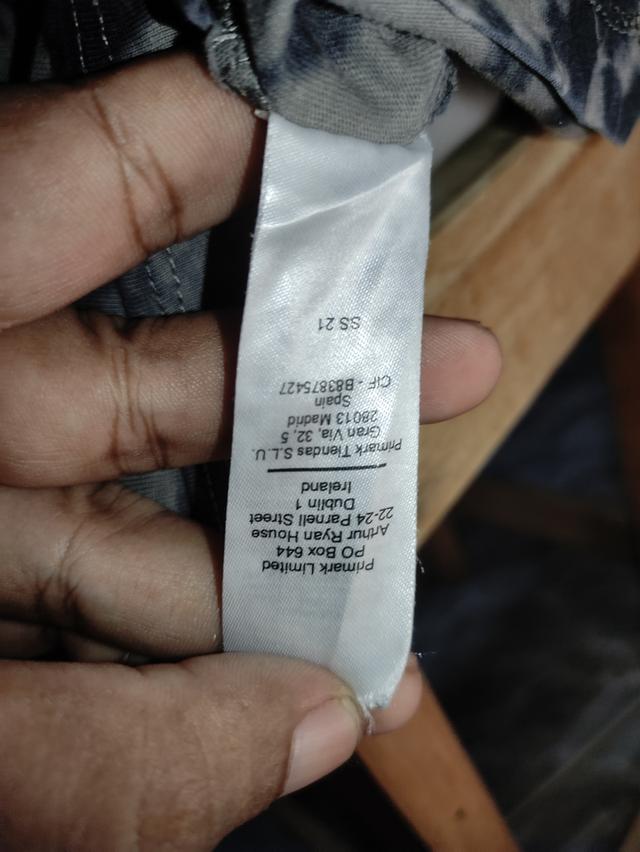 Primark Limited
PO Box 644
Arthur Ryan House
22-24 Parnell Street
Dublin 1
Ireland
Primark Tiendas S.L.U.
Gran Via, 32, 5
28013 Madrid
Spain
CIF - B83875427
SS 21